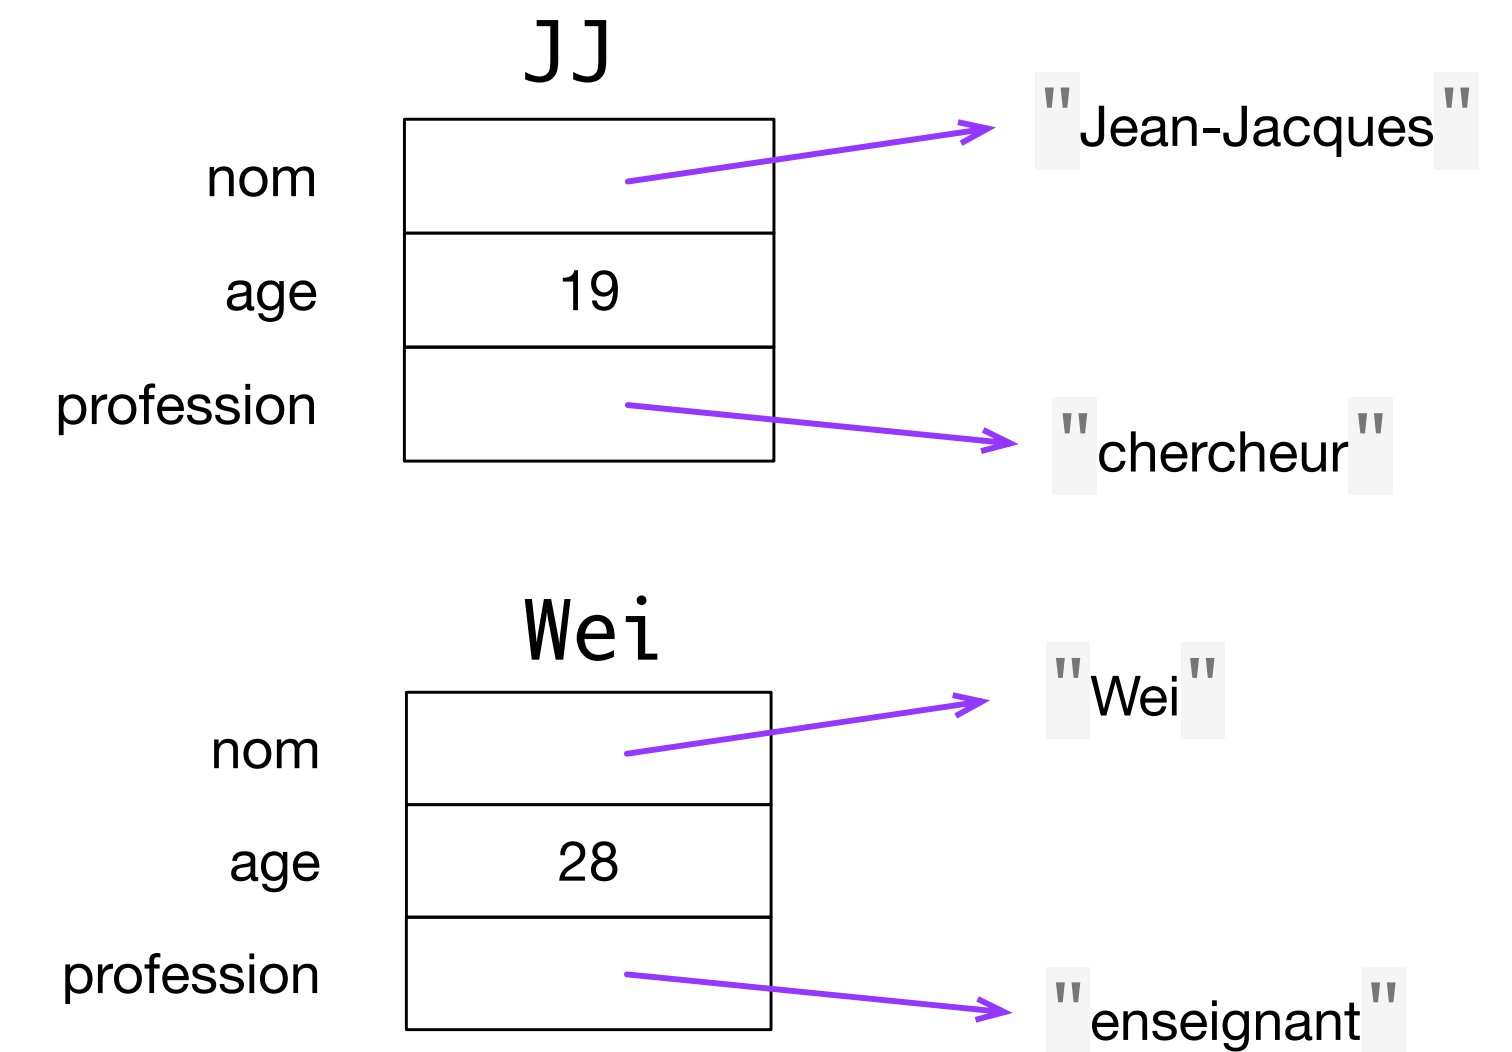 JJ
nom "Jean-Jacques"
age 19
profession "chercheur"
Wei
nom "Wei"
age 28
profession "enseignant"